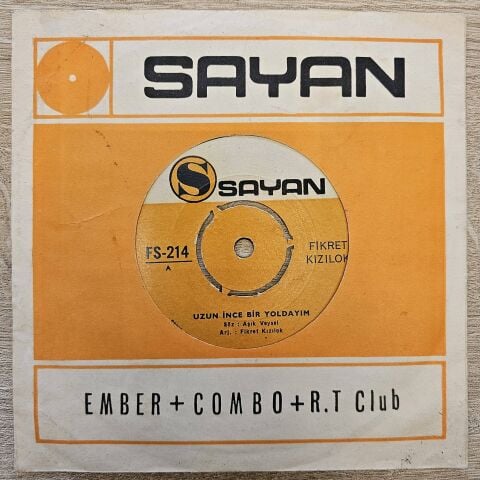 SAYAN
S SAYAN
FS-214
A
FİKRET
KIZILOK
UZUN İNCE BİR YOLDAYIM
Söz : Aşık Veysel
Arj. : Fikret Kızılok
EMBER + COMBO + R.T Club